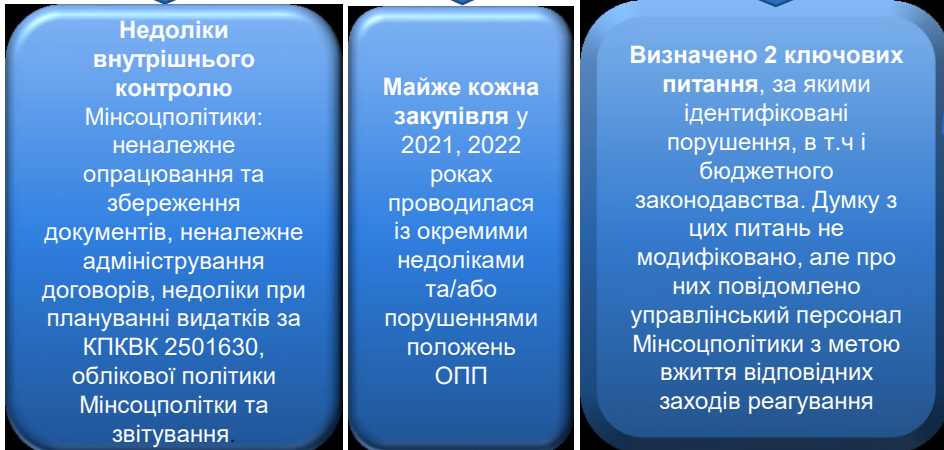 Недоліки
внутрішнього
контролю
Мінсоцполітики:
неналежне
опрацювання та
збереження
документів, неналежне
адміністрування
договорів, недоліки при
плануванні видатків за
КПКВК 2501630,
облікової політики
Мінсоцполітки та
звітування.
Майже кожна
закупівля у
2021, 2022
роках
проводилася
із окремими
недоліками
та/або
порушеннями
положень
ОПП
Визначено 2 ключових
питання, за якими
ідентифіковані
порушення, в т.ч і
бюджетного
законодавства. Думку з
цих питань не
модифіковано, але про
них повідомлено
управлінський персонал
Мінсоцполітики з метою
вжиття відповідних
заходів реагування